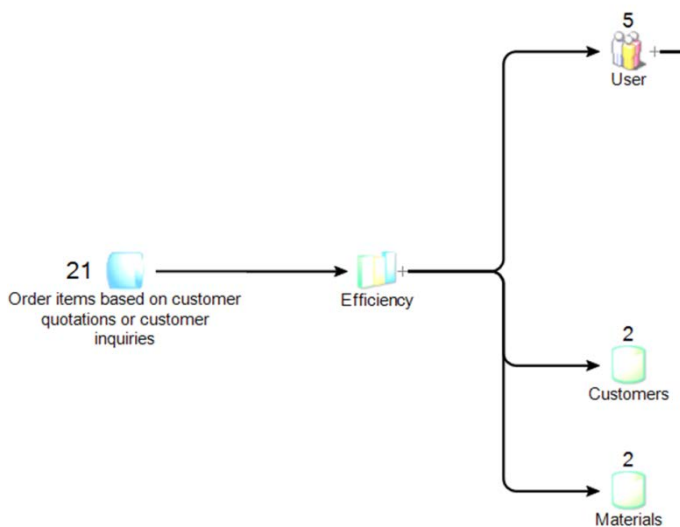 5
User
21
Order items based on customer
quotations or customer
inquiries
Efficiency
2
Customers
2
Materials